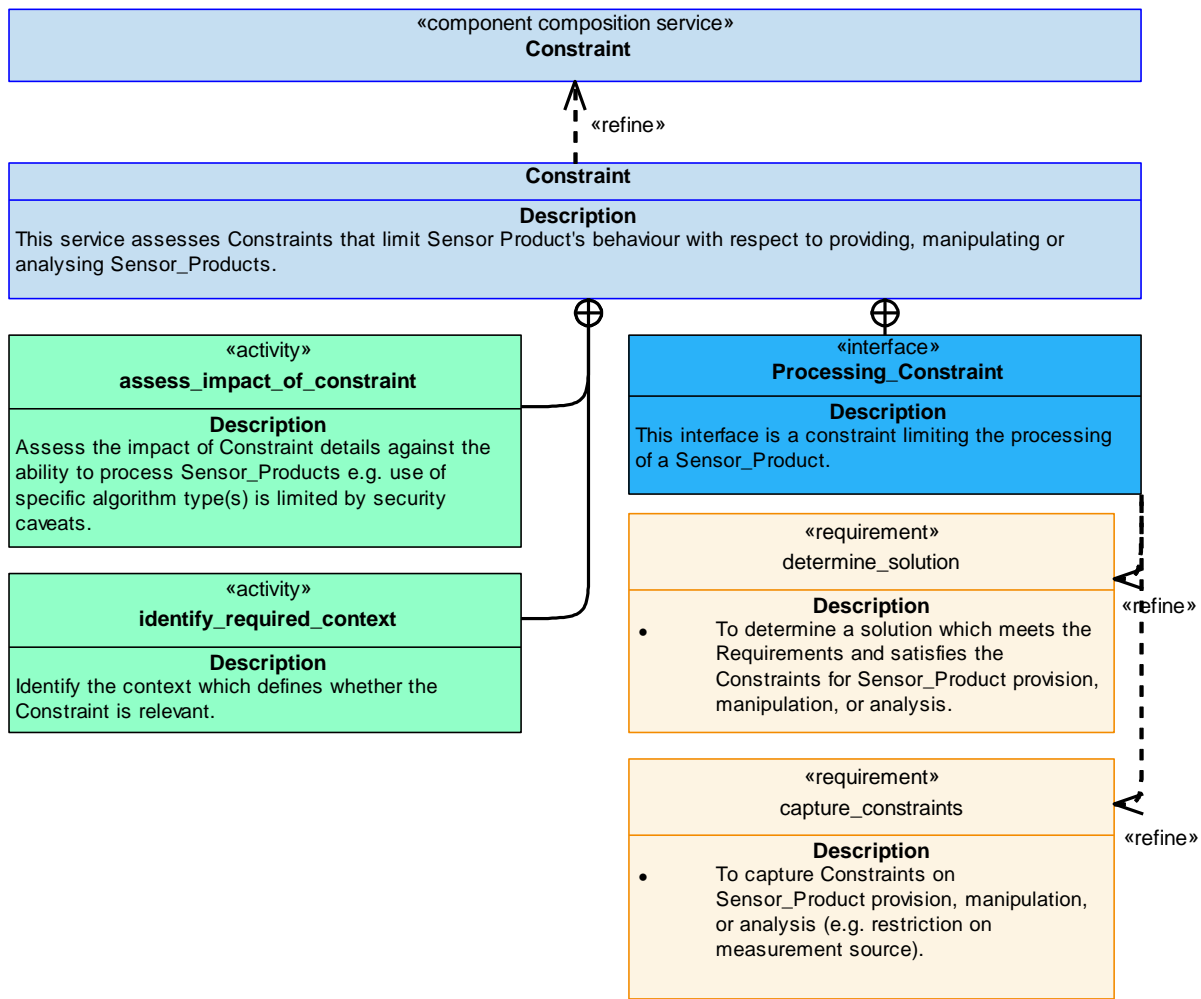 «component composition service»
Constraint
«refine»
Constraint
Description
This service assesses Constraints that limit Sensor Product's behaviour with respect to providing, manipulating or
analysing Sensor_Products.
«activity»
assess_impact_of_constraint
Description
Assess the impact of Constraint details against the
ability to process Sensor_Products e.g. use of
specific algorithm type(s) is limited by security
caveats.
«activity»
identify_required_context
Description
Identify the context which defines whether the
Constraint is relevant.
«interface»
Processing_Constraint
Description
This interface is a constraint limiting the processing
of a Sensor_Product.
«requirement»
determine_solution
Description
• To determine a solution which meets the
Requirements and satisfies the
Constraints for Sensor_Product provision,
manipulation, or analysis.
«refine»
«requirement»
capture_constraints
Description
• To capture Constraints on
Sensor_Product provision, manipulation,
or analysis (e.g. restriction on
measurement source).
«refine»